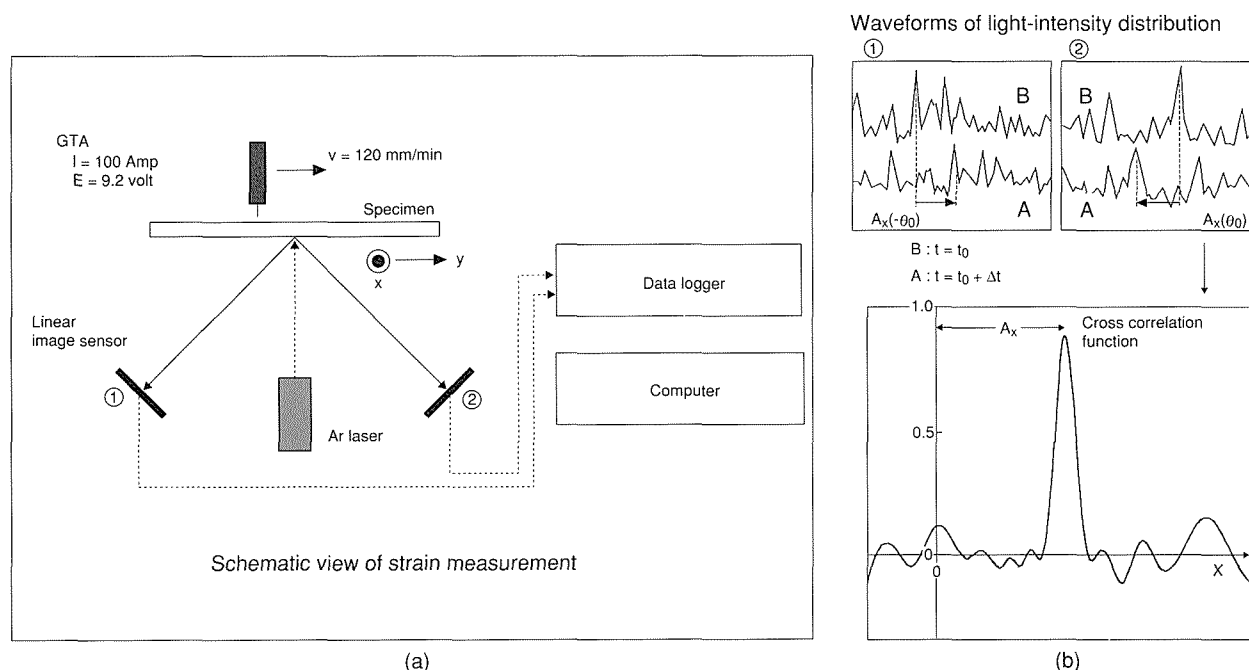 GTA
I = 100 Amp
E = 9.2 volt
v = 120 mm/min
Specimen
x
y
Data logger
Linear
image sensor
①
②
Ar laser
Computer
Schematic view of strain measurement
(a)
Waveforms of light-intensity distribution
① ②
B
A
Aₓ(-θ₀)
B
A
Aₓ(θ₀)
B : t = t₀
A : t = t₀ + Δt
1.0
Aₓ
Cross correlation
function
0.5
0
0
X
(b)